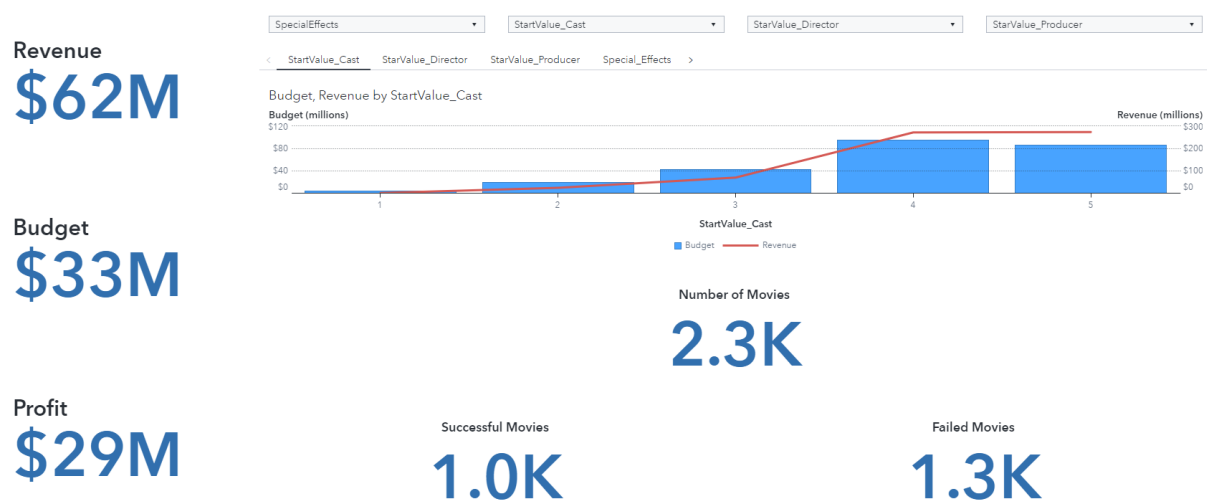 Revenue
$62M
Budget
$33M
Profit
$29M
SpecialEffects
StartValue_Cast
StarValue_Director
StarValue_Producer
StartValue_Cast StarValue_Director StarValue_Producer Special_Effects
Budget, Revenue by StartValue_Cast
Budget (millions) Revenue (millions)
$120 $300
$80 $200
$40 $100
$0 $0
1 2 3 4 5
StartValue_Cast
Budget Revenue
Number of Movies
2.3K
Successful Movies
1.0K
Failed Movies
1.3K